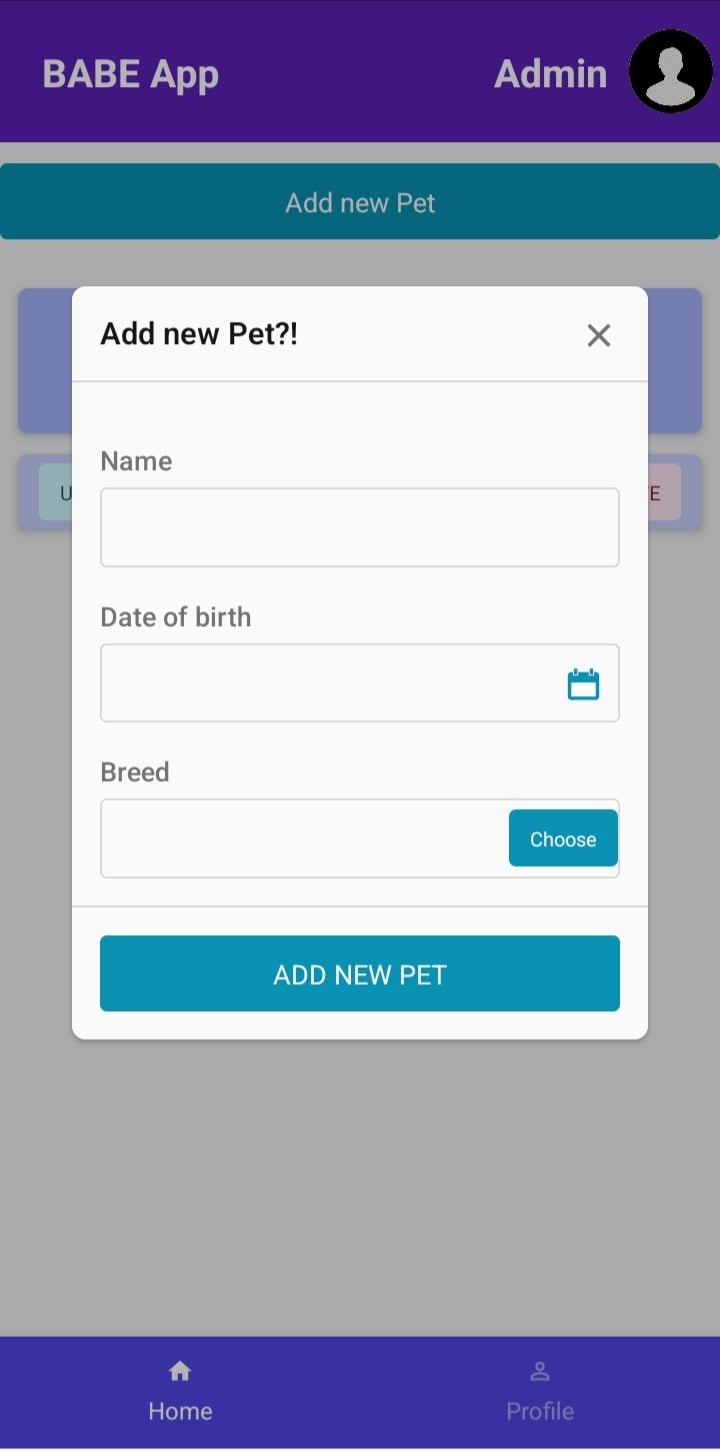 BABE App Admin
Add new Pet
Add new Pet?!
Name
Date of birth
Breed
Choose
ADD NEW PET
Home Profile